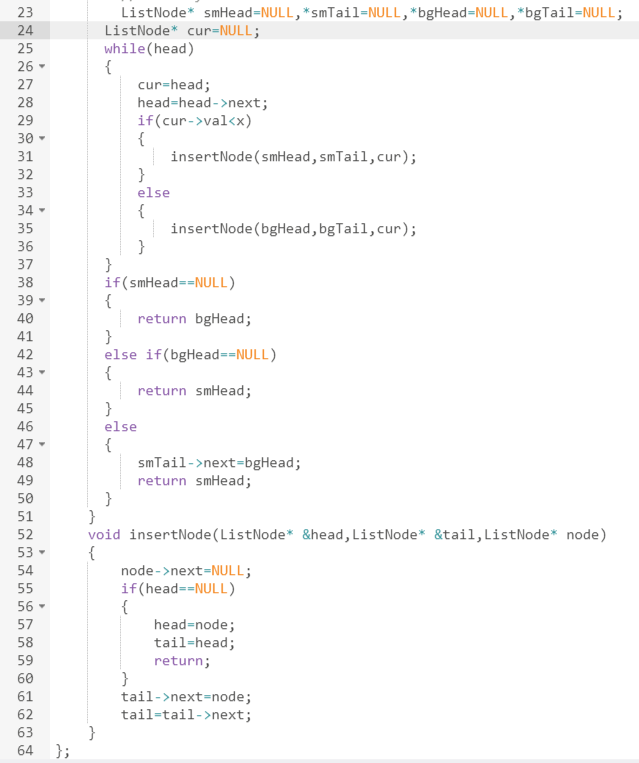 23 ListNode* smHead=NULL,*smTail=NULL,*bgHead=NULL,*bgTail=NULL;
24 ListNode* cur=NULL;
25 while(head)
26 {
27 cur=head;
28 head=head->next;
29 if(cur->val<x)
30 {
31 insertNode(smHead,smTail,cur);
32 }
33 else
34 {
35 insertNode(bgHead,bgTail,cur);
36 }
37 }
38 if(smHead==NULL)
39 {
40 return bgHead;
41 }
42 else if(bgHead==NULL)
43 {
44 return smHead;
45 }
46 else
47 {
48 smTail->next=bgHead;
49 return smHead;
50 }
51 }
52 void insertNode(ListNode* &head,ListNode* &tail,ListNode* node)
53 {
54 node->next=NULL;
55 if(head==NULL)
56 {
57 head=node;
58 tail=head;
59 return;
60 }
61 tail->next=node;
62 tail=tail->next;
63 }
64 };